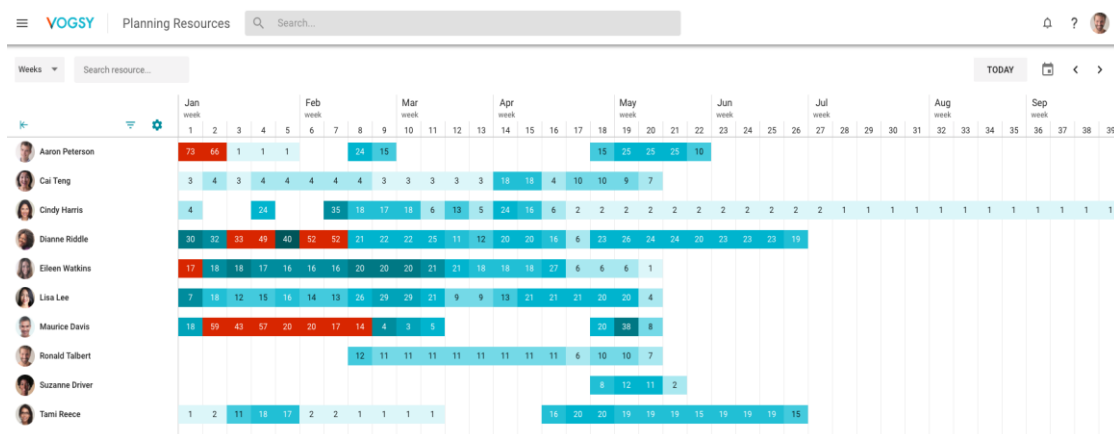 VOGSY Planning Resources Search...
Weeks Search resource... TODAY
Jan Feb Mar Apr May Jun Jul Aug Sep
week week week week week week week week week
1 2 3 4 5 6 7 8 9 10 11 12 13 14 15 16 17 18 19 20 21 22 23 24 25 26 27 28 29 30 31 32 33 34 35 36 37 38 39
Aaron Peterson 73 66 1 1 1 24 15 15 25 25 25 10
Cai Teng 3 4 3 4 4 4 4 4 3 3 3 3 3 18 18 4 10 10 9 7
Cindy Harris 4 24 35 18 17 18 6 13 5 24 16 6 2 2 2 2 2 2 2 2 2 2 2 1 1 1 1 1 1 1 1 1 1 1 1
Dianne Riddle 30 32 33 49 40 52 52 21 22 22 25 11 12 20 20 16 6 23 26 24 24 20 23 23 23 19
Eileen Watkins 17 18 18 17 16 16 16 20 20 20 21 21 18 18 18 27 6 6 6 1
Lisa Lee 7 18 12 15 16 14 13 26 29 29 21 9 9 13 21 21 21 20 20 4
Maurice Davis 18 59 43 57 20 20 17 14 4 3 5 20 38 8
Ronald Talbert 12 11 11 11 11 11 11 11 11 6 10 10 7
Suzanne Driver 8 12 11 2
Tami Reece 1 2 11 18 17 2 2 1 1 1 1 16 20 20 19 19 19 15 19 19 19 15